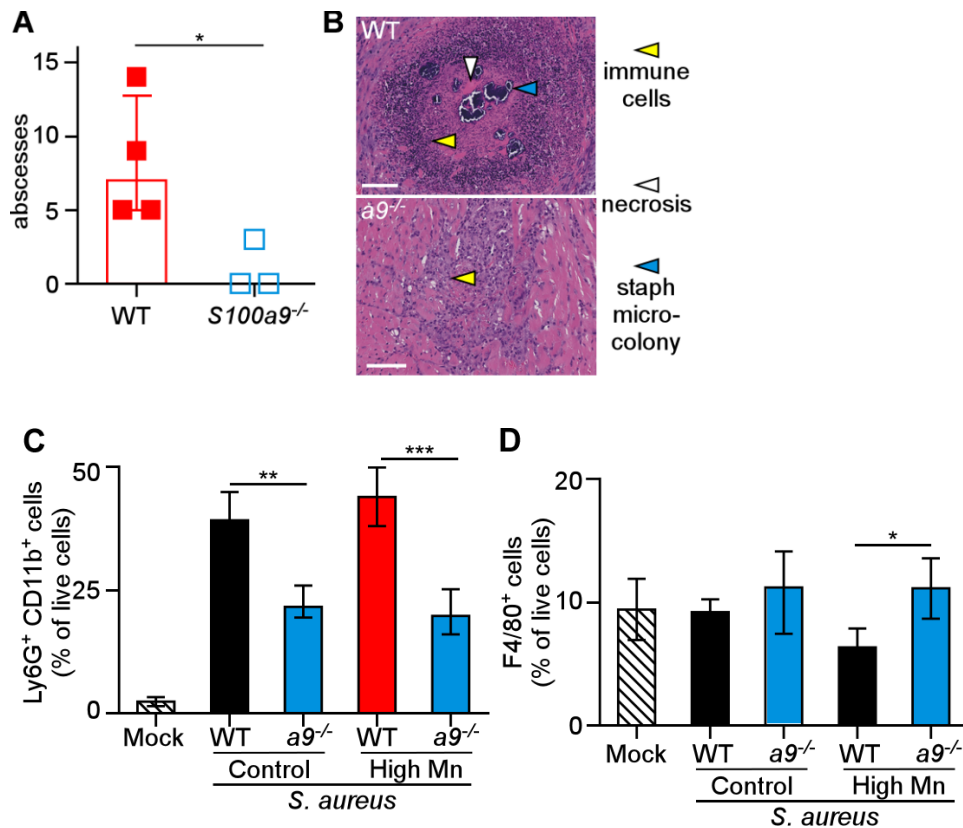 A
*
15
10
5
0
abscesses
WT
S100a9-/-
B
WT
a9-/-
immune
cells
necrosis
staph
micro-
colony
C
Ly6G+ CD11b+ cells
(% of live cells)
50
25
0
**
***
Mock
WT
a9-/-
WT
a9-/-
Control
High Mn
S. aureus
D
F4/80+ cells
(% of live cells)
20
10
0
*
Mock
WT
a9-/-
WT
a9-/-
Control
High Mn
S. aureus